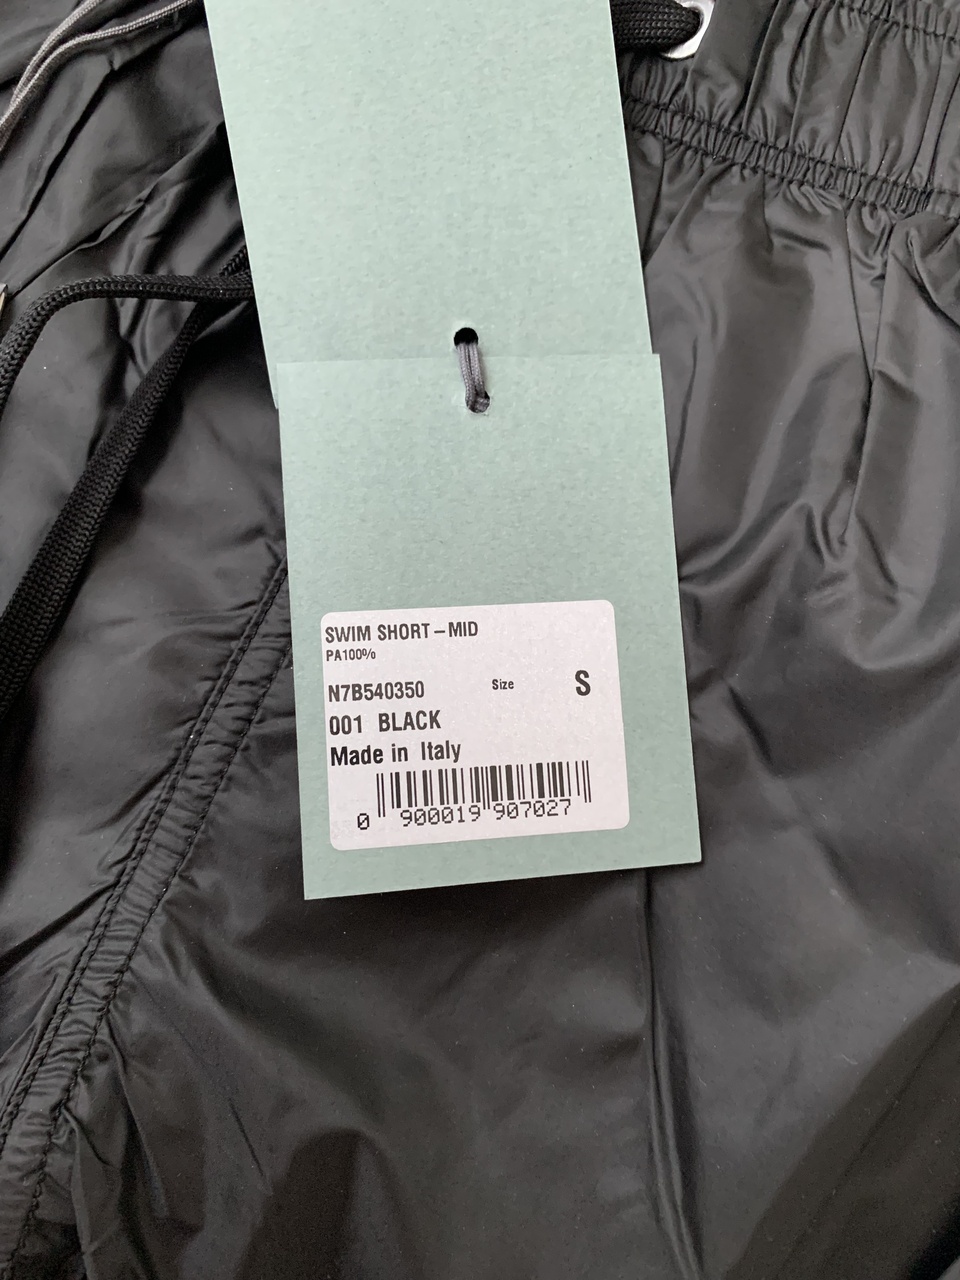 SWIM SHORT-MID
PA100%
N7B540350 Size S
001 BLACK
Made in Italy
0 900019 907027